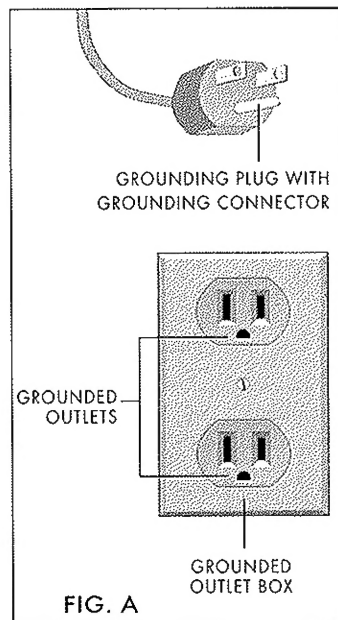 GROUNDING PLUG WITH
GROUNDING CONNECTOR
GROUNDED
OUTLETS
GROUNDED
OUTLET BOX
FIG. A